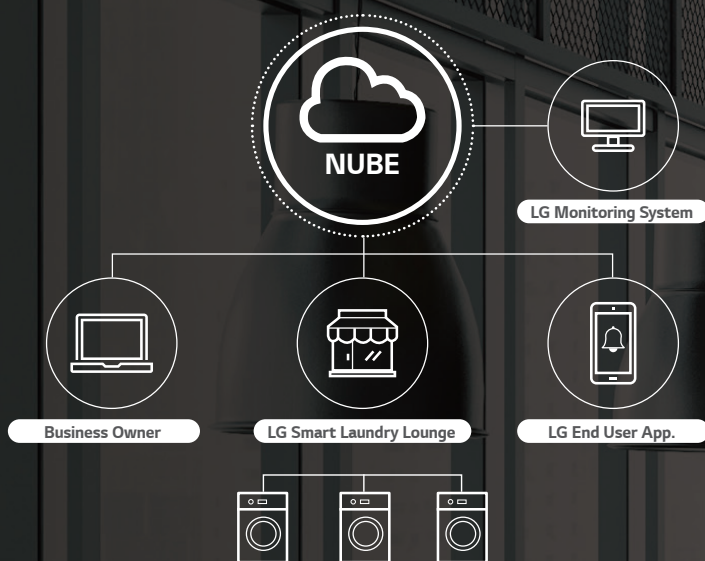 NUBE
LG Monitoring System
Business Owner
LG Smart Laundry Lounge
LG End User App.